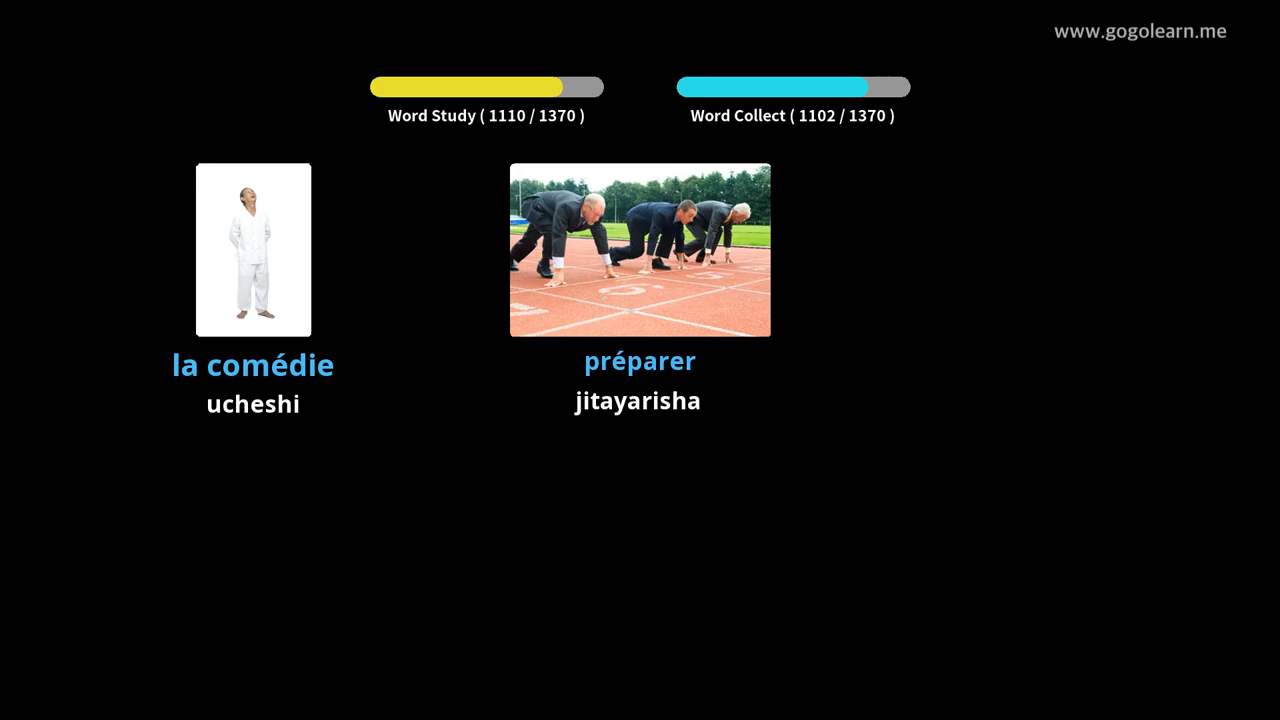 www.gogolearn.me
Word Study ( 1110 / 1370 )
Word Collect ( 1102 / 1370 )
la comédie
ucheshi
préparer
jitayarisha